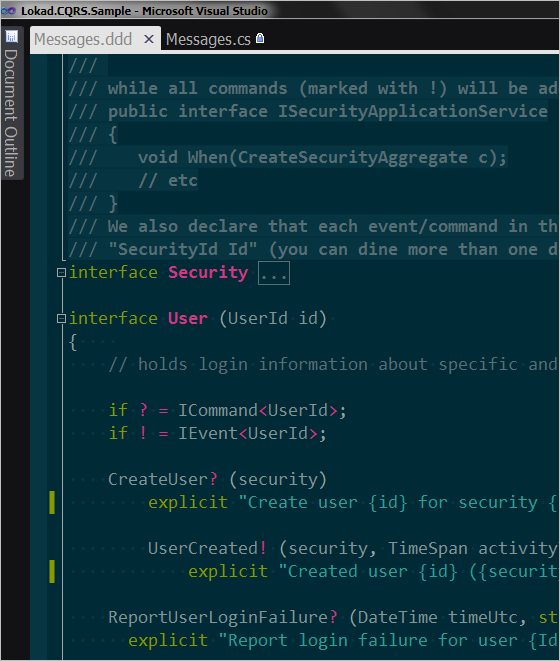 Lokad.CQRS.Sample - Microsoft Visual Studio
Messages.ddd × Messages.cs
Document Outline
///
/// while all commands (marked with !) will be ad
/// public interface ISecurityApplicationService
/// {
///    void When(CreateSecurityAggregate c);
///    // etc
/// }
/// We also declare that each event/command in th
/// "SecurityId Id" (you can dine more than one d
interface Security ...
interface User (UserId id)
{
// holds login information about specific and
if ? = ICommand<UserId>;
if ! = IEvent<UserId>;
CreateUser? (security)
explicit "Create user {id} for security {
UserCreated! (security, TimeSpan activity
explicit "Created user {id} ({securit
ReportUserLoginFailure? (DateTime timeUtc, st
explicit "Report login failure for user {Id